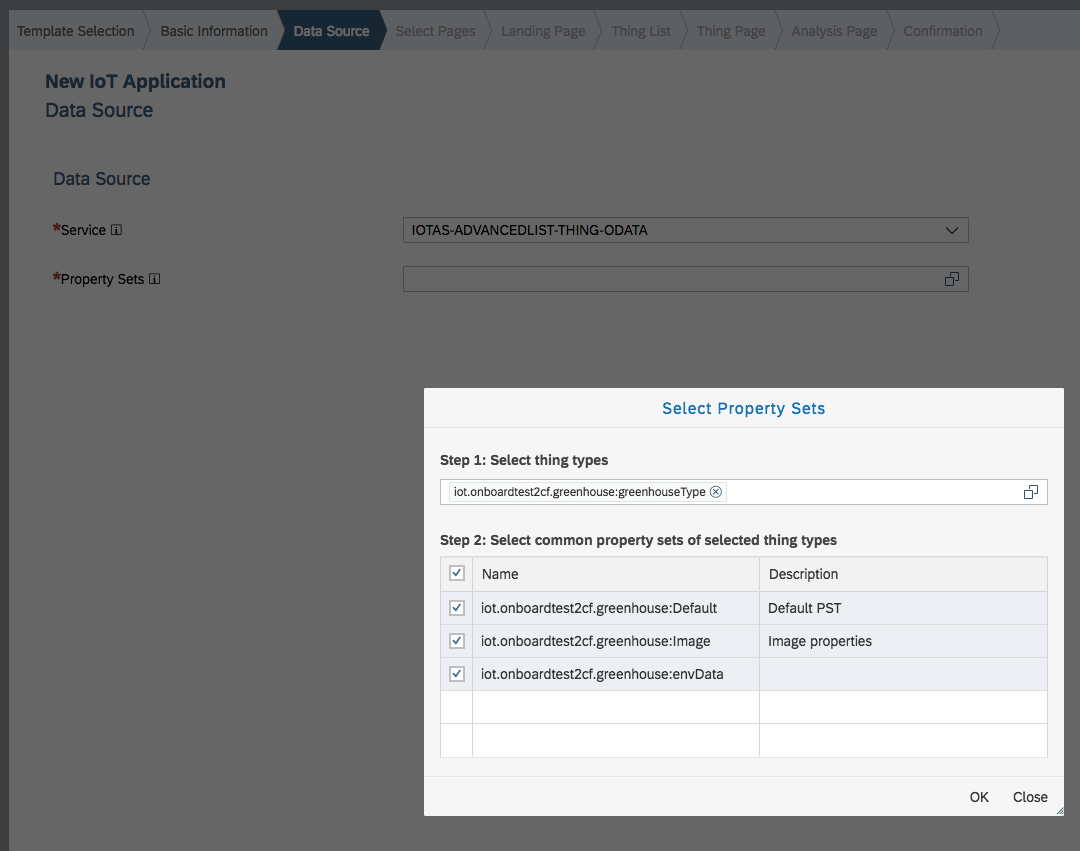 Template Selection Basic Information Data Source Select Pages Landing Page Thing List Thing Page Analysis Page Confirmation
New IoT Application
Data Source
Data Source
*Service IOTAS-ADVANCEDLIST-THING-ODATA
*Property Sets
Select Property Sets
Step 1: Select thing types
iot.onboardtest2cf.greenhouse:greenhouseType
Step 2: Select common property sets of selected thing types
Name Description
iot.onboardtest2cf.greenhouse:Default Default PST
iot.onboardtest2cf.greenhouse:Image Image properties
iot.onboardtest2cf.greenhouse:envData
OK Close